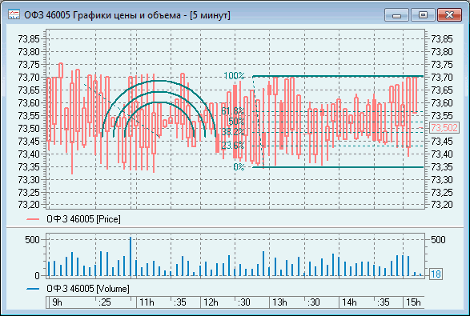 ОФЗ 46005 Графики цены и объема - [5 минут]
73,85 73,85
73,80 73,80
73,75 73,75
73,70 100% 73,70
73,65 73,65
73,60 73,60
73,55 61.8% 73,55
73,50 50% 73,502
73,45 38.2% 73,45
73,40 23.6% 73,40
73,35 0% 73,35
73,30 73,30
73,25 73,25
73,20 73,20
ОФЗ 46005 [Price]
500 500
0 18
ОФЗ 46005 [Volume]
9h :25 11h :35 12h :30 13h :30 14h :35 15h